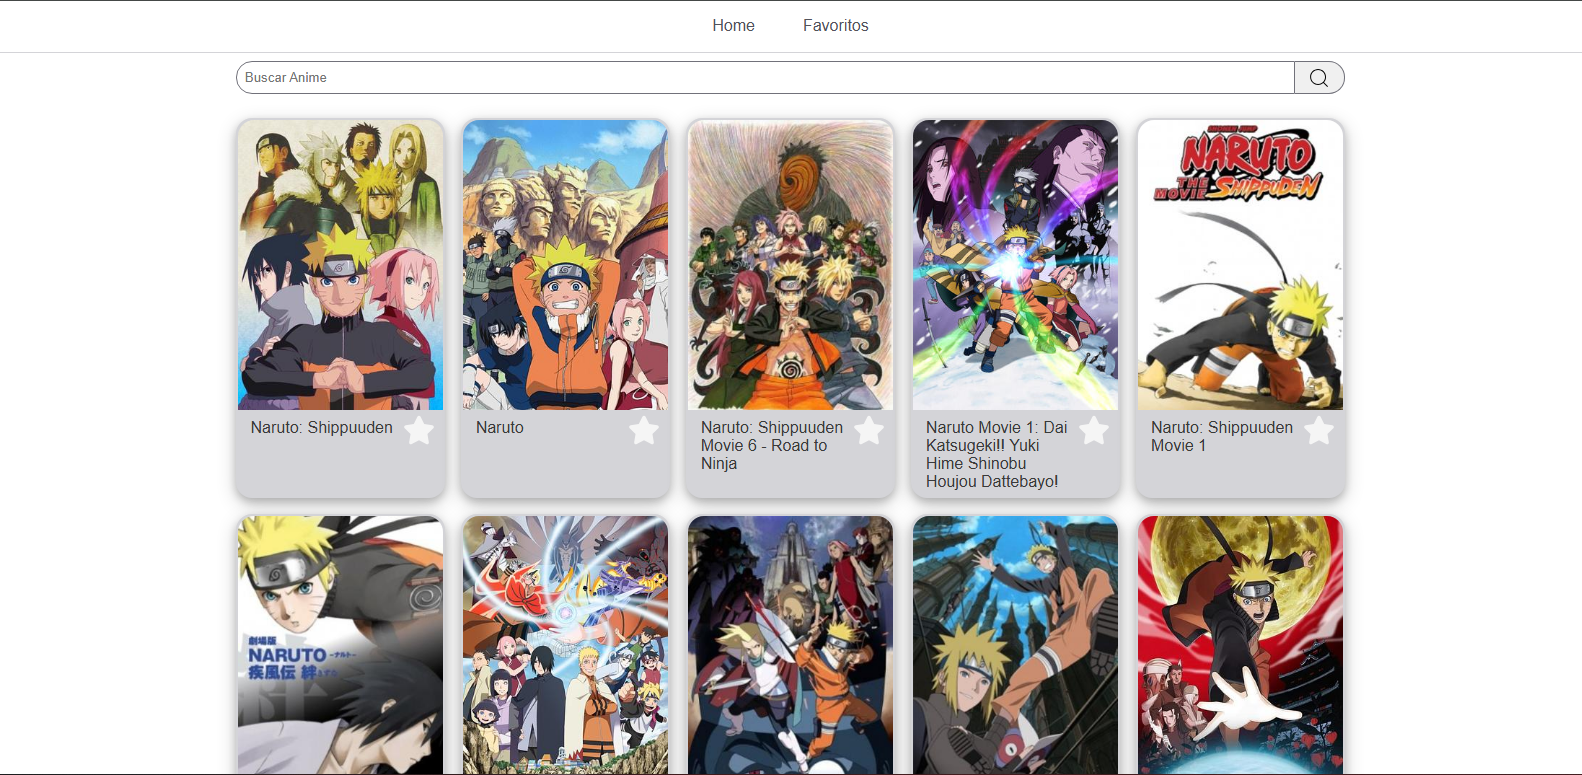 Home
Favoritos
Buscar Anime
NARUTO
THE MOVIE
SHIPPUDEN
Naruto: Shippuuden
Naruto
Naruto: Shippuuden
Movie 6 - Road to
Ninja
Naruto Movie 1: Dai
Katsugeki!! Yuki
Hime Shinobu
Houjou Dattebayo!
Naruto: Shippuuden
Movie 1
劇場版
NARUTO -ナルト-
疾風伝 絆